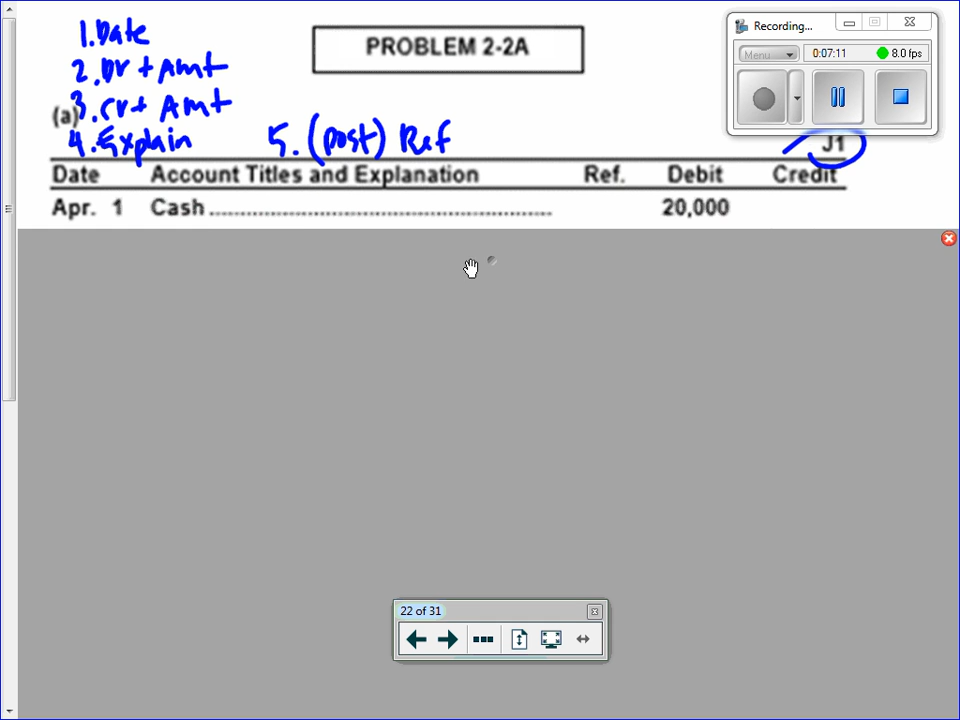 1. Date
2. Dr + Amt
3. Cr + Amt
(a)
4. Explain 5. (post) Ref
PROBLEM 2-2A
J1
Date Account Titles and Explanation Ref. Debit Credit
Apr. 1 Cash ........................................................ 20,000
Recording...
Menu
0:07:11
8.0 fps
22 of 31